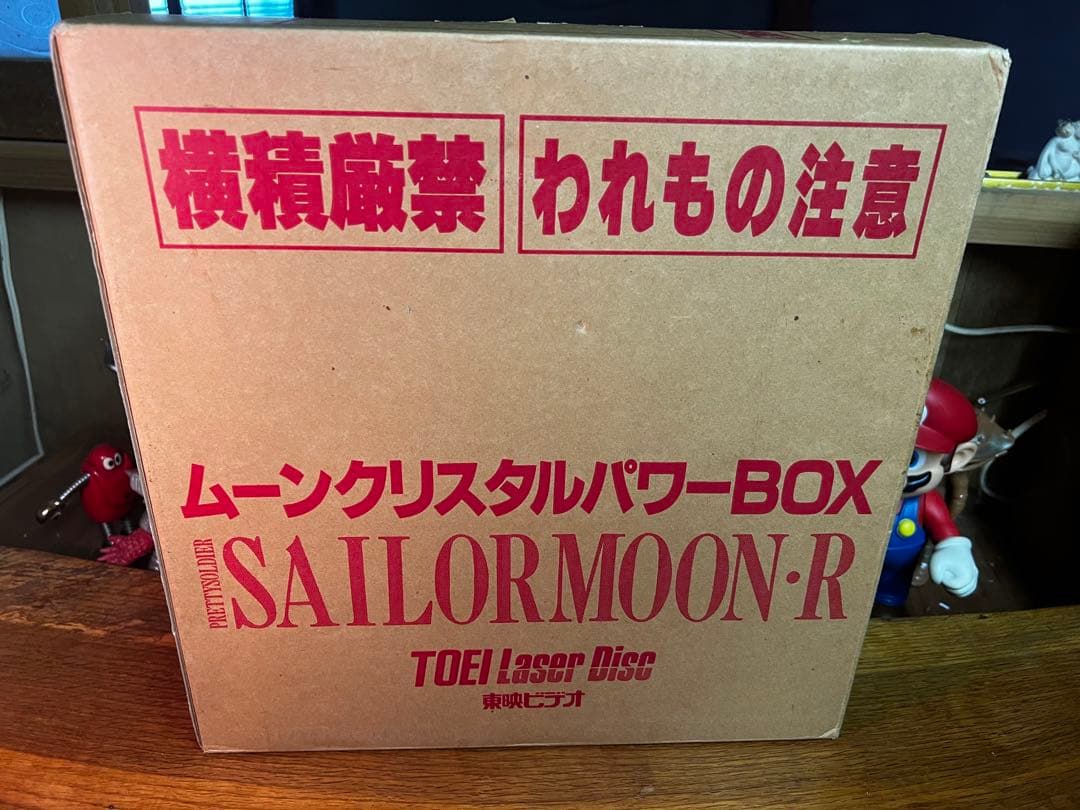 横積厳禁
われもの注意
ムーンクリスタルパワーBOX
PRETTYSOLDIER
SAILORMOON・R
TOEI Laser Disc
東映ビデオ